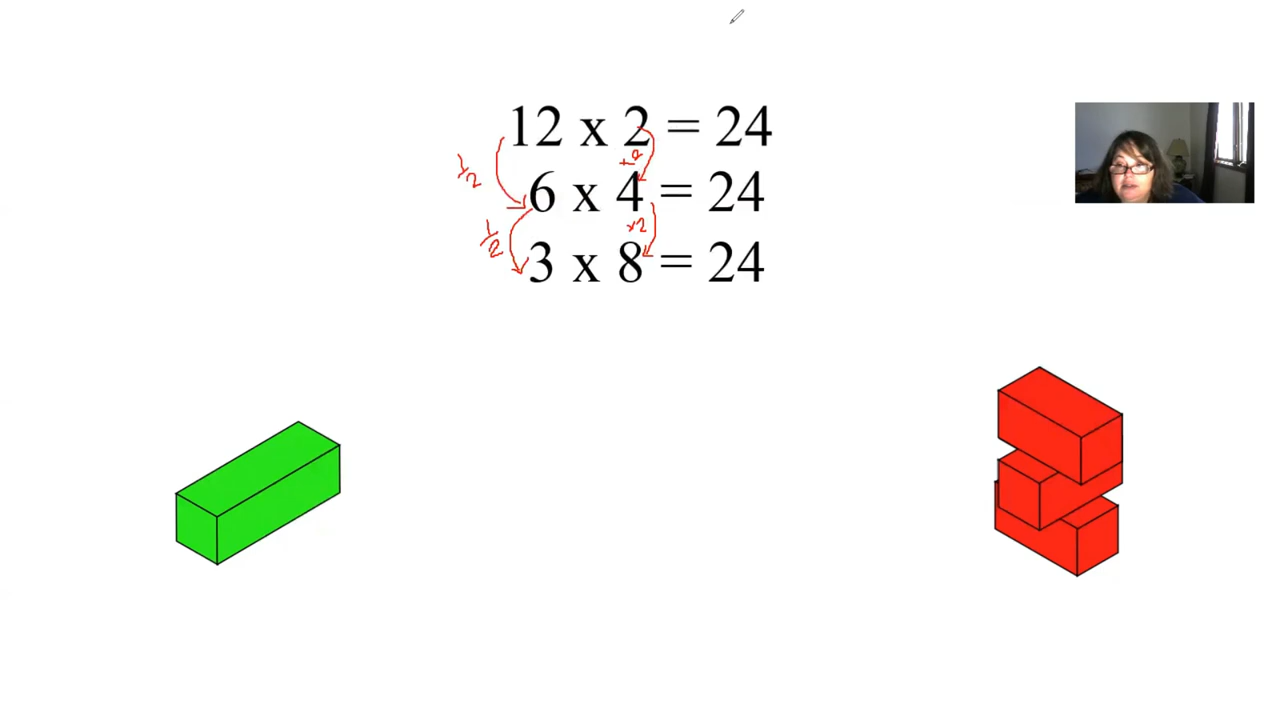 12 x 2 = 24
1/2 x2
6 x 4 = 24
1/2 x2
3 x 8 = 24